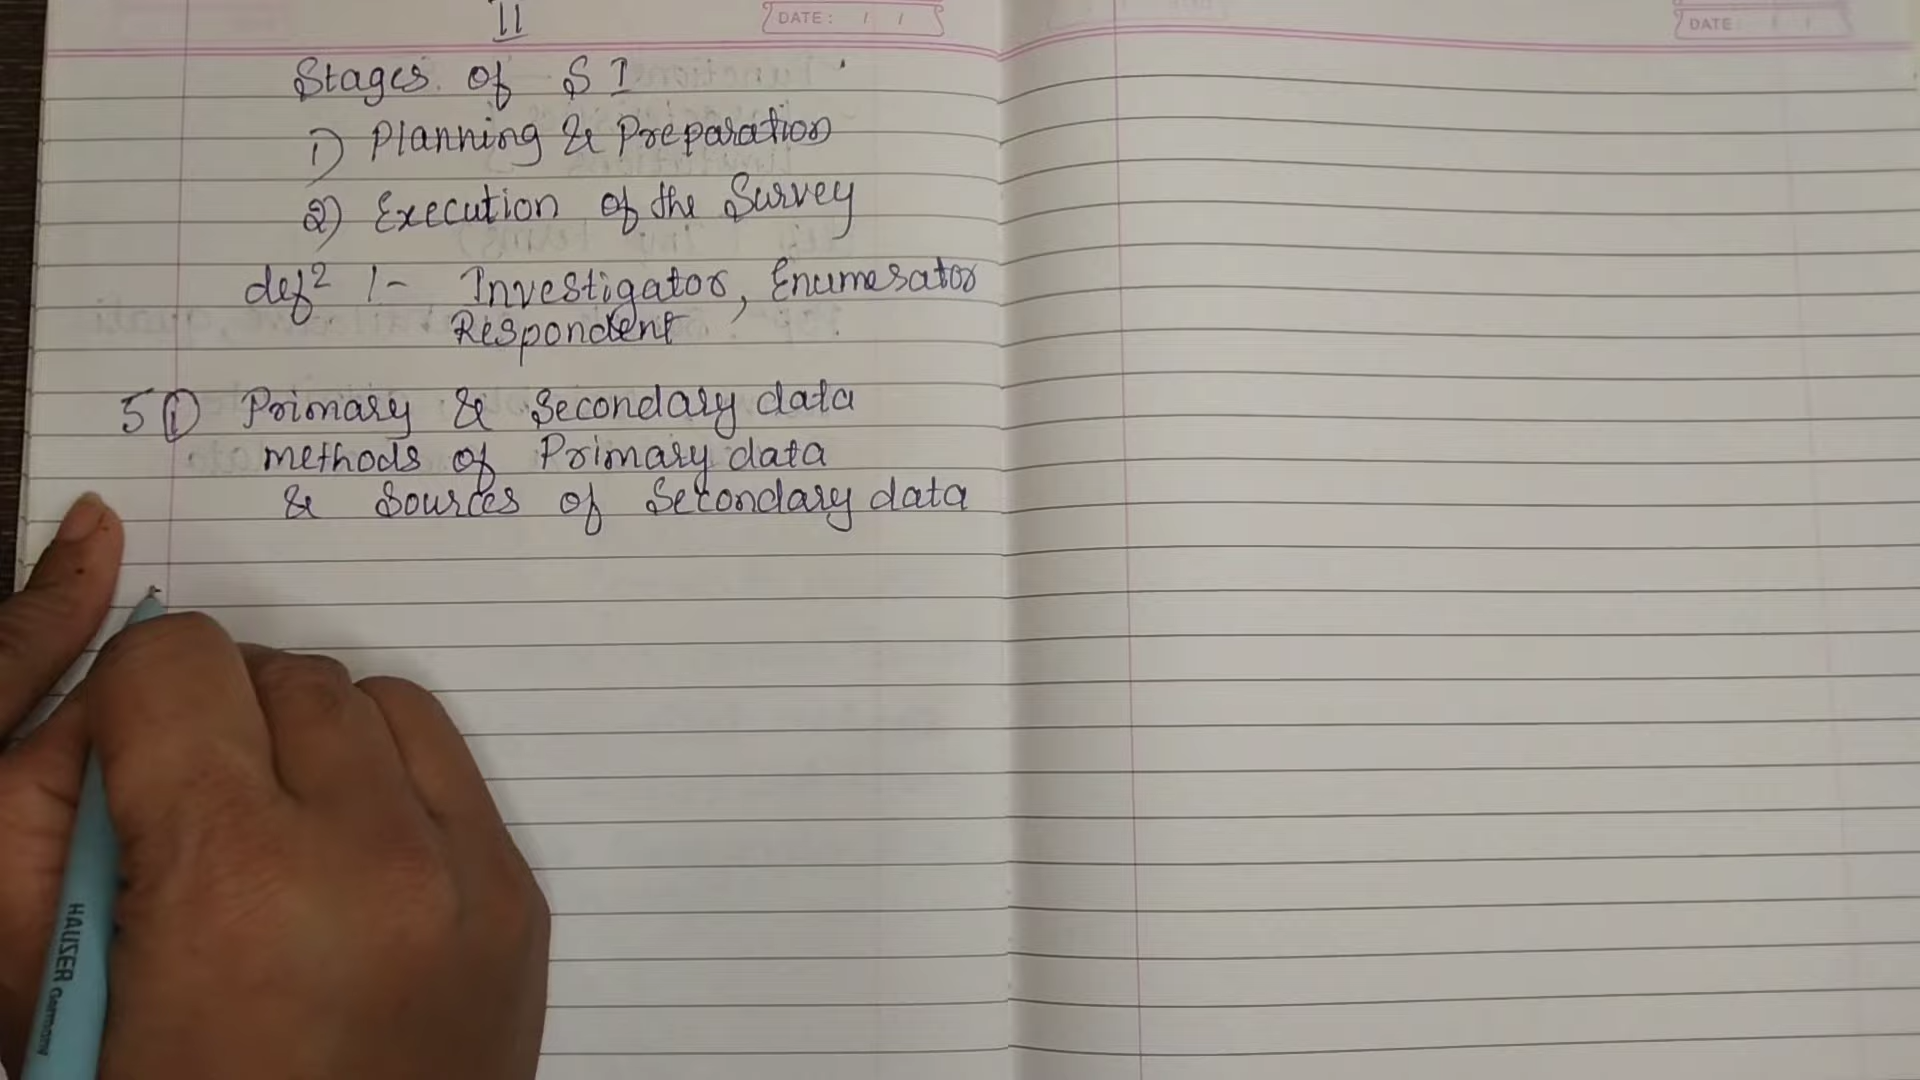 11
DATE: / /
DATE
Stages of S I
1) Planning & Preparation
2) Execution of the Survey
def² :- Investigator, Enumerator
Respondent
5 ① Primary & Secondary data
methods of Primary data
& Sources of Secondary data
HAUSER Germany